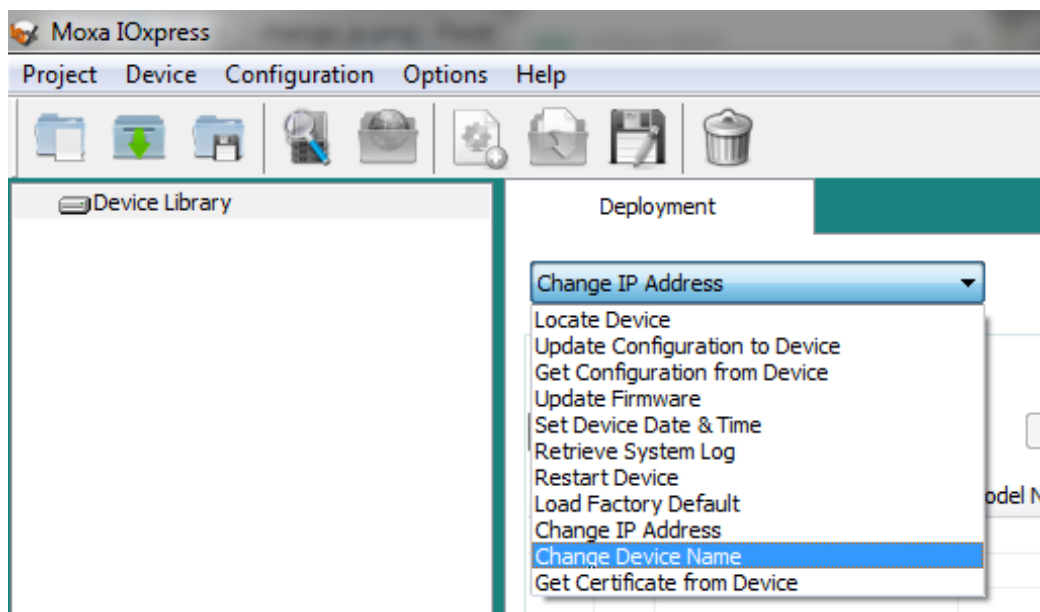 Moxa IOxpress
Project Device Configuration Options Help
Device Library
Deployment
Change IP Address
Locate Device
Update Configuration to Device
Get Configuration from Device
Update Firmware
Set Device Date & Time
Retrieve System Log
Restart Device
Load Factory Default
odel N
Change IP Address
Change Device Name
Get Certificate from Device